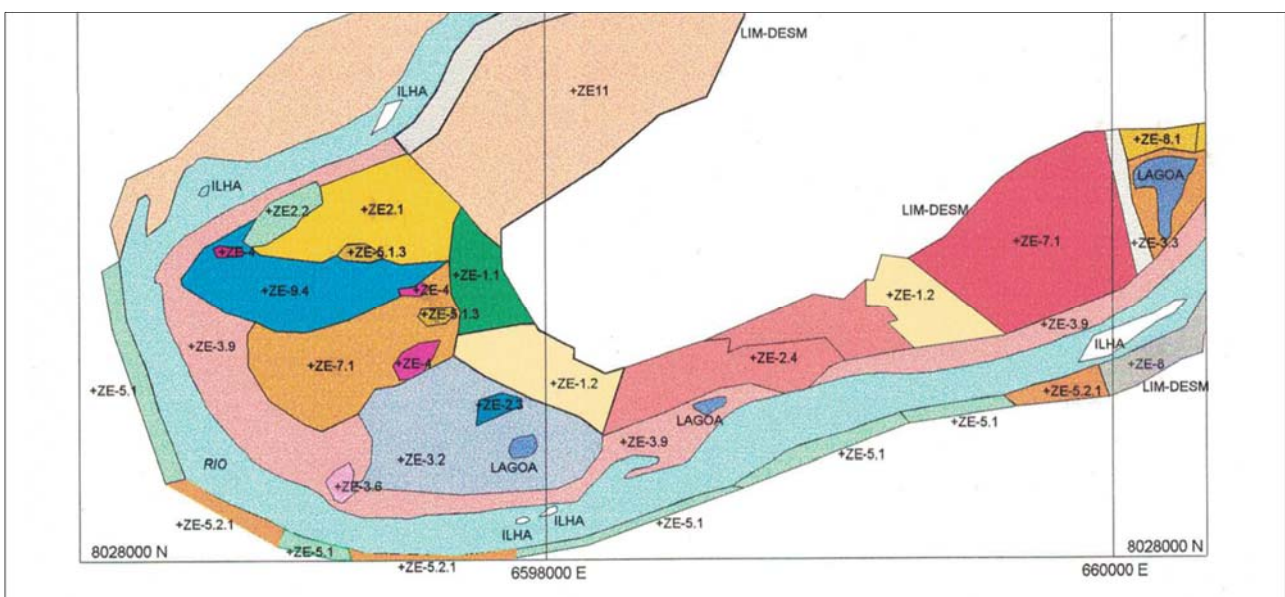 LIM-DESM
ILHA
+ZE11
+ZE-8.1
LAGOA
ILHA
+ZE2.2
+ZE2.1
LIM-DESM
+ZE-4
+ZE-5.1.3
+ZE-1.1
+ZE-7.1
+ZE-3.3
+ZE-9.4
+ZE-4
+ZE-1.2
+ZE-5.1.3
+ZE-3.9
+ZE-3.9
ILHA
+ZE-7.1
+ZE-4
+ZE-2.4
+ZE-8
+ZE-5.1
+ZE-1.2
LIM-DESM
+ZE-5.2.1
+ZE-2.3
LAGOA
+ZE-5.1
+ZE-3.9
+ZE-5.1
RIO
+ZE-3.2
LAGOA
+ZE-3.6
+ZE-5.2.1
ILHA
ILHA
+ZE-5.1
+ZE-5.1
8028000 N
+ZE-5.2.1
6598000 E
8028000 N
660000 E